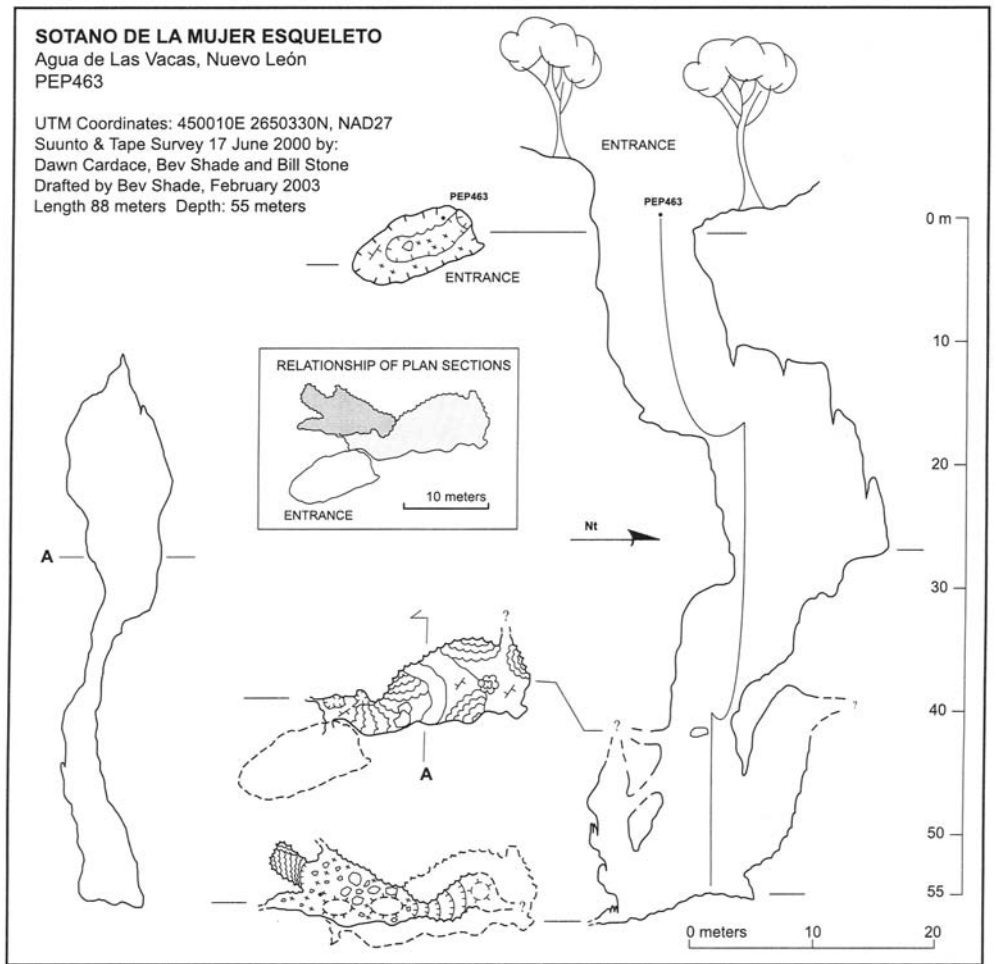 SOTANO DE LA MUJER ESQUELETO
Agua de Las Vacas, Nuevo León
PEP463
UTM Coordinates: 450010E 2650330N, NAD27
Suunto & Tape Survey 17 June 2000 by:
Dawn Cardace, Bev Shade and Bill Stone
Drafted by Bev Shade, February 2003
Length 88 meters Depth: 55 meters
ENTRANCE
PEP463
PEP463
0 m
ENTRANCE
10
RELATIONSHIP OF PLAN SECTIONS
10 meters
ENTRANCE
20
Nt
A
30
?
40
?
?
A
50
?
55
0 meters 10 20